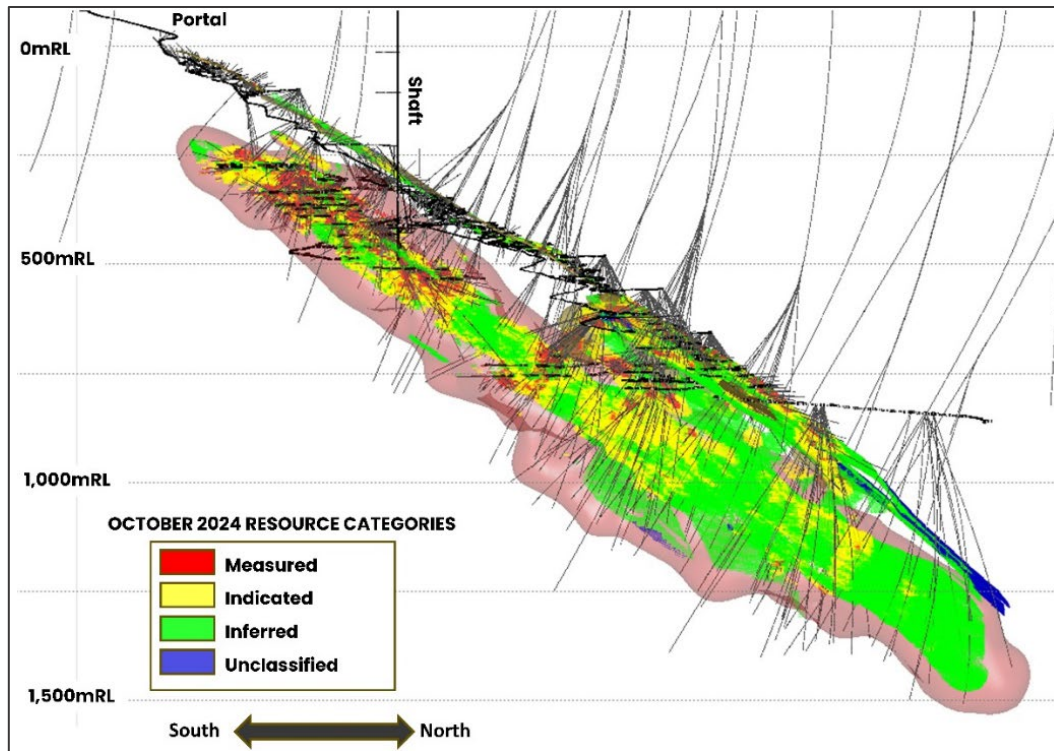 Portal
0mRL
Shaft
500mRL
1,000mRL
OCTOBER 2024 RESOURCE CATEGORIES
Measured
Indicated
Inferred
Unclassified
1,500mRL
South North